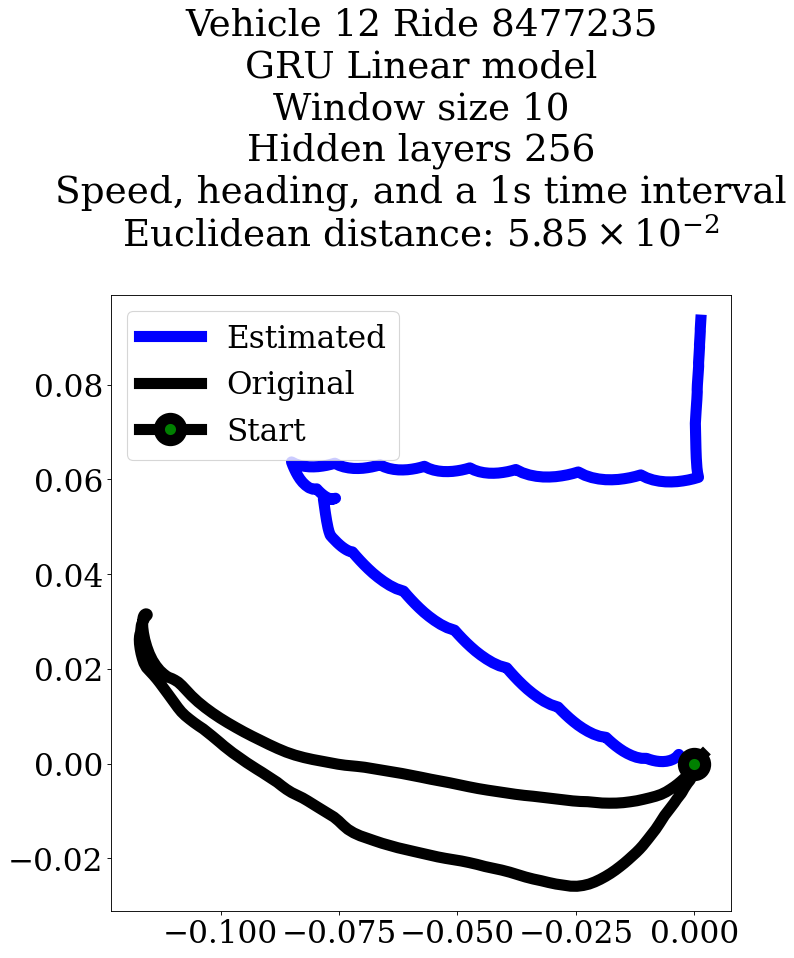 Vehicle 12 Ride 8477235
GRU Linear model
Window size 10
Hidden layers 256
Speed, heading, and a 1s time interval
Euclidean distance: 5.85 × 10⁻²
Estimated
Original
Start
0.08
0.06
0.04
0.02
0.00
−0.02
−0.100 −0.075 −0.050 −0.025 0.000